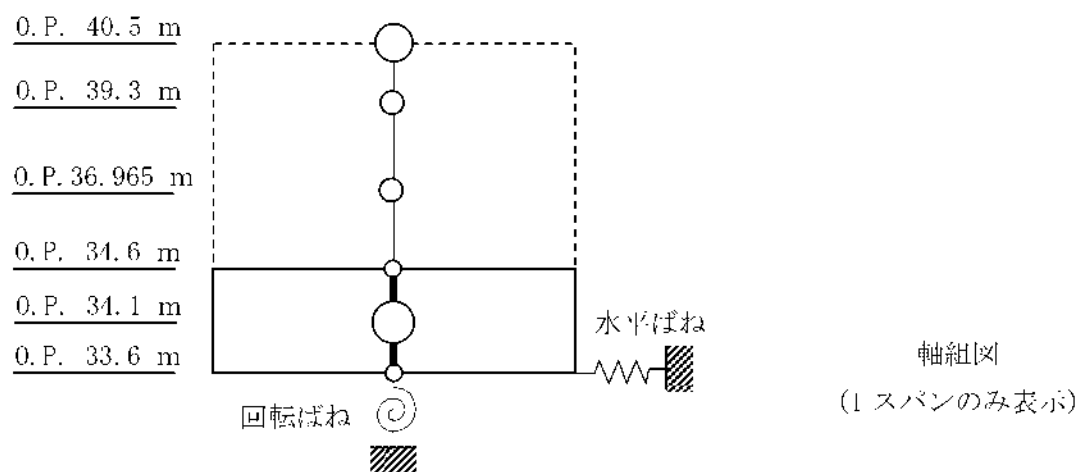 O.P. 40.5 m
O.P. 39.3 m
O.P. 36.965 m
O.P. 34.6 m
O.P. 34.1 m
O.P. 33.6 m
水平ばね
回転ばね
軸組図
(1 スパンのみ表示)